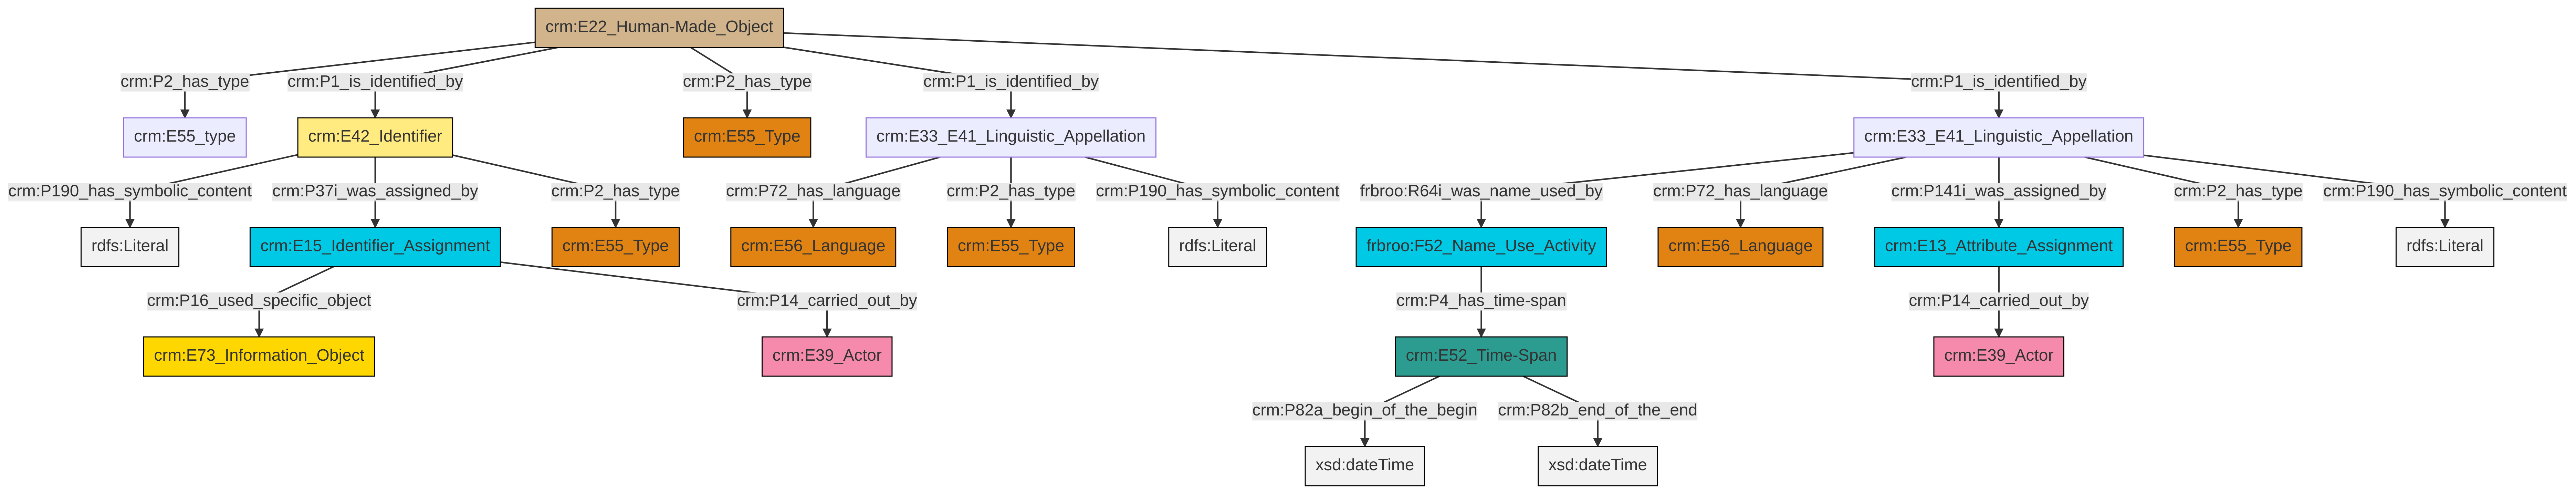 crm:E22_Human-Made_Object
crm:P2_has_type
crm:P1_is_identified_by
crm:P2_has_type
crm:P1_is_identified_by
crm:P1_is_identified_by
crm:E55_type
crm:E42_Identifier
crm:E55_Type
crm:E33_E41_Linguistic_Appellation
crm:E33_E41_Linguistic_Appellation
crm:P190_has_symbolic_content
crm:P37i_was_assigned_by
crm:P2_has_type
crm:P72_has_language
crm:P2_has_type
crm:P190_has_symbolic_content
frbroo:R64i_was_name_used_by
crm:P72_has_language
crm:P141i_was_assigned_by
crm:P2_has_type
crm:P190_has_symbolic_content
rdfs:Literal
crm:E15_Identifier_Assignment
crm:E55_Type
crm:E56_Language
crm:E55_Type
rdfs:Literal
frbroo:F52_Name_Use_Activity
crm:E56_Language
crm:E13_Attribute_Assignment
crm:E55_Type
rdfs:Literal
crm:P16_used_specific_object
crm:P14_carried_out_by
crm:P4_has_time-span
crm:P14_carried_out_by
crm:E73_Information_Object
crm:E39_Actor
crm:E52_Time-Span
crm:E39_Actor
crm:P82a_begin_of_the_begin
crm:P82b_end_of_the_end
xsd:dateTime
xsd:dateTime